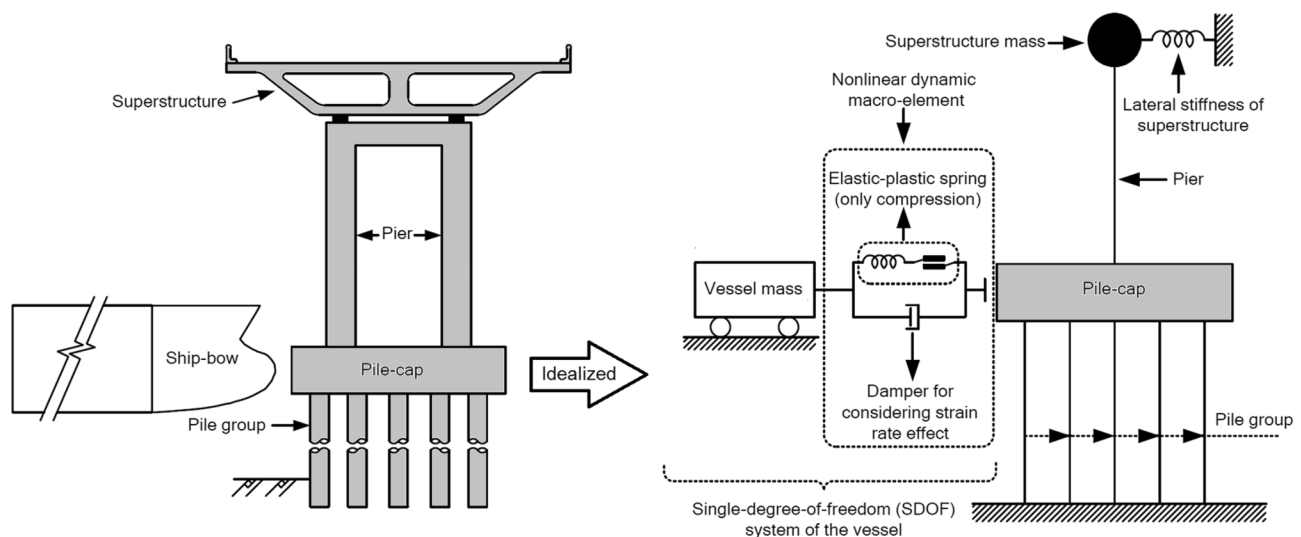 Superstructure
Pier
Ship-bow
Pile-cap
Pile group
Idealized
Superstructure mass
Lateral stiffness of
superstructure
Nonlinear dynamic
macro-element
Elastic-plastic spring
(only compression)
Pier
Vessel mass
Pile-cap
Damper for
considering strain
rate effect
Pile group
Single-degree-of-freedom (SDOF)
system of the vessel